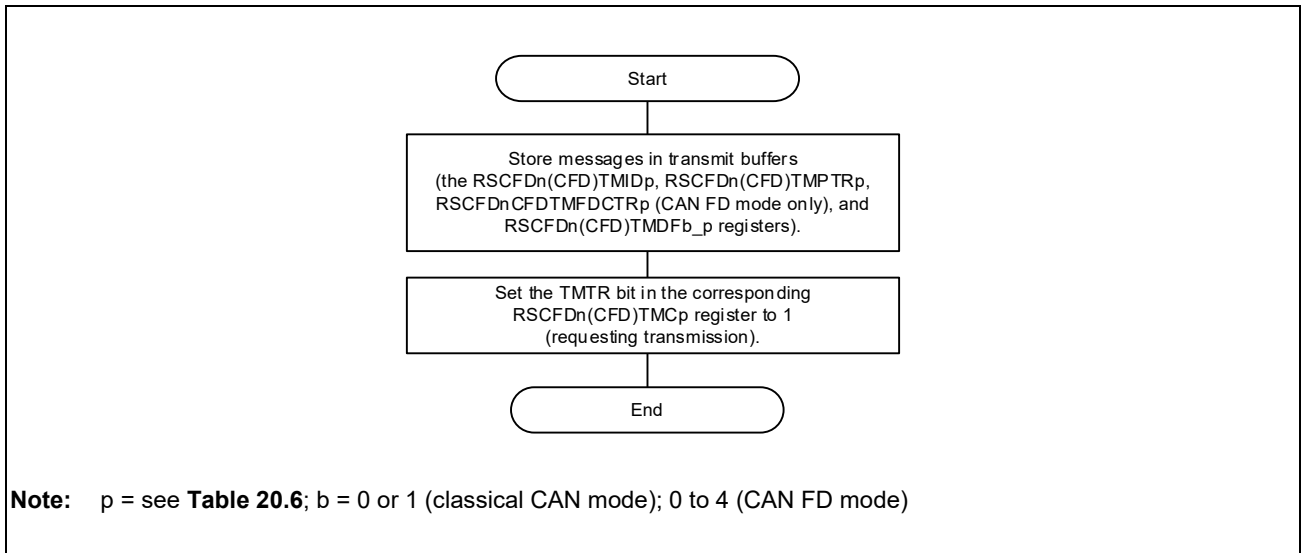 Start
Store messages in transmit buffers
(the RSCFDn(CFD)TMIDp, RSCFDn(CFD)TMPTRp,
RSCFDnCFDTMFDCTRp (CAN FD mode only), and
RSCFDn(CFD)TMDFb_p registers).
Set the TMTR bit in the corresponding
RSCFDn(CFD)TMCp register to 1
(requesting transmission).
End
Note: p = see Table 20.6; b = 0 or 1 (classical CAN mode); 0 to 4 (CAN FD mode)